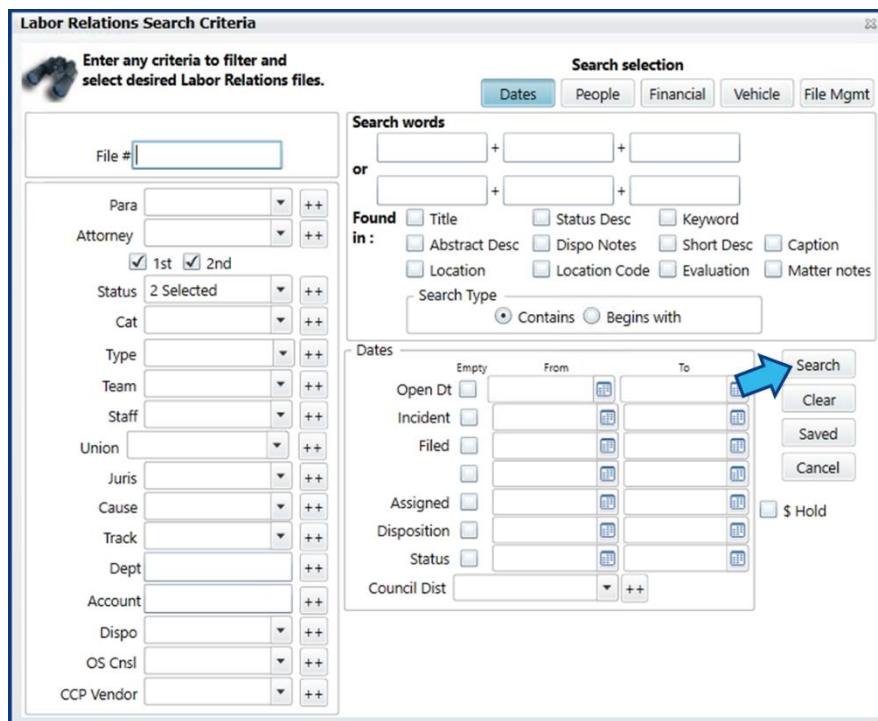 Labor Relations Search Criteria
Enter any criteria to filter and
select desired Labor Relations files.
Search selection
Dates People Financial Vehicle File Mgmt
File #
Para ++
Attorney ++
1st 2nd
Status 2 Selected ++
Cat ++
Type ++
Team ++
Staff ++
Union ++
Juris ++
Cause ++
Track ++
Dept ++
Account ++
Dispo ++
OS Cnsl ++
CCP Vendor ++
Search words
+ +
or
+ +
Found in :
Title Status Desc Keyword
Abstract Desc Dispo Notes Short Desc Caption
Location Location Code Evaluation Matter notes
Search Type
Contains Begins with
Dates
Empty From To
Open Dt
Incident
Filed
Assigned
Disposition
Status
Council Dist ++
Search
Clear
Saved
Cancel
$ Hold